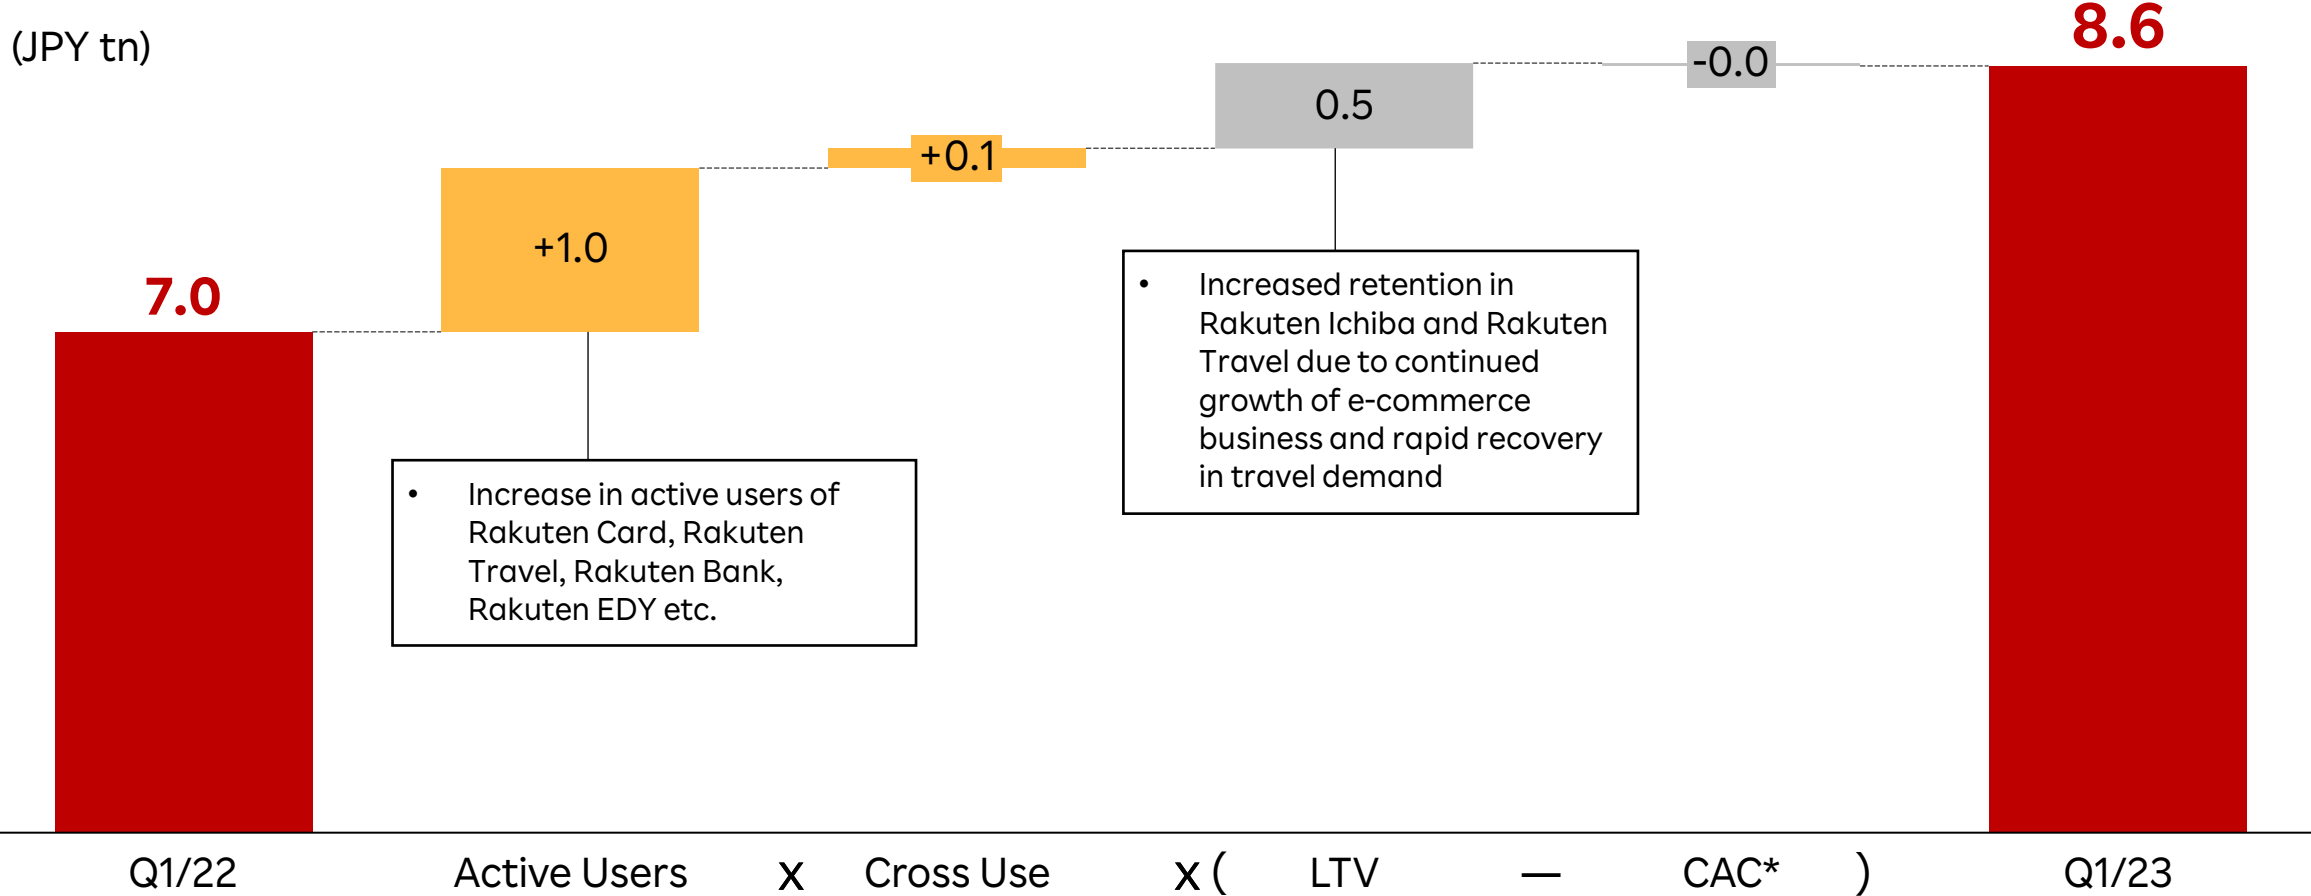 (JPY tn)
7.0
+1.0
+0.1
0.5
-0.0
8.6
• Increase in active users of
Rakuten Card, Rakuten
Travel, Rakuten Bank,
Rakuten EDY etc.
• Increased retention in
Rakuten Ichiba and Rakuten
Travel due to continued
growth of e-commerce
business and rapid recovery
in travel demand
Q1/22 Active Users x Cross Use x ( LTV — CAC* ) Q1/23